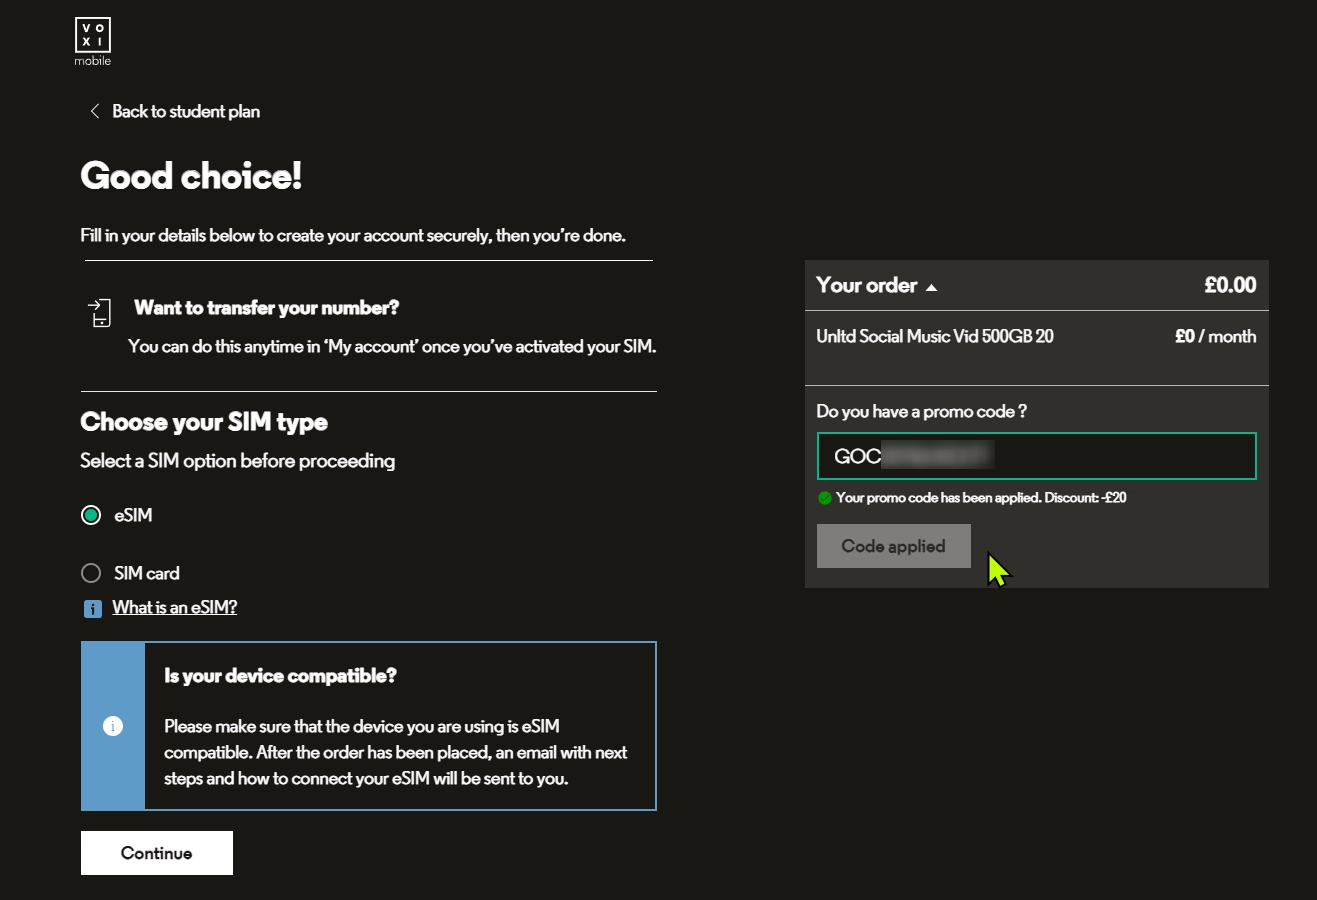 VO
XI
mobile
Back to student plan
Good choice!
Fill in your details below to create your account securely, then you're done.
Want to transfer your number?
You can do this anytime in ‘My account’ once you've activated your SIM.
Choose your SIM type
Select a SIM option before proceeding
eSIM
SIM card
i What is an eSIM?
Is your device compatible?
i
Please make sure that the device you are using is eSIM
compatible. After the order has been placed, an email with next
steps and how to connect your eSIM will be sent to you.
Continue
Your order £0.00
Unltd Social Music Vid 500GB 20 £0 / month
Do you have a promo code ?
GOC
Your promo code has been applied. Discount: -£20
Code applied